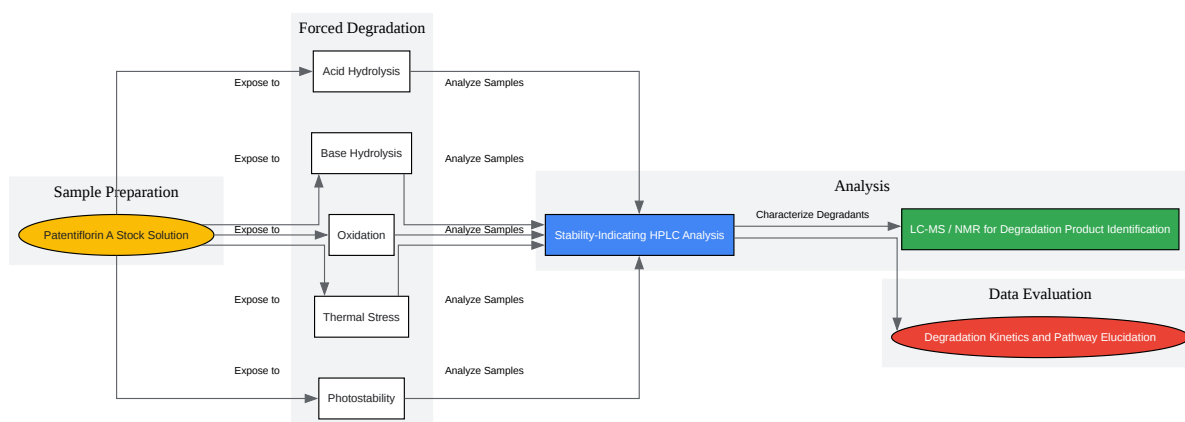 Forced Degradation
Acid Hydrolysis
Expose to
Analyze Samples
Base Hydrolysis
Expose to
Analyze Samples
Sample Preparation
Analysis
Characterize Degradants
Patentiflorin A Stock Solution
Expose to
Oxidation
Analyze Samples
Stability-Indicating HPLC Analysis
LC-MS / NMR for Degradation Product Identification
Data Evaluation
Expose to
Thermal Stress
Analyze Samples
Degradation Kinetics and Pathway Elucidation
Expose to
Analyze Samples
Photostability